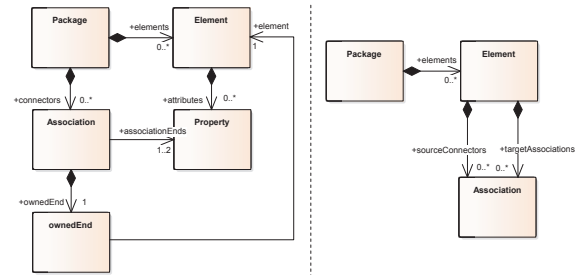 Package
+elements
0..*
Element
+element
1
+connectors
0..*
+attributes
0..*
Association
+associationEnds
1..2
Property
+ownedEnd
1
ownedEnd
Package
+elements
0..*
Element
+sourceConnectors
0..*
+targetAssociations
0..*
Association